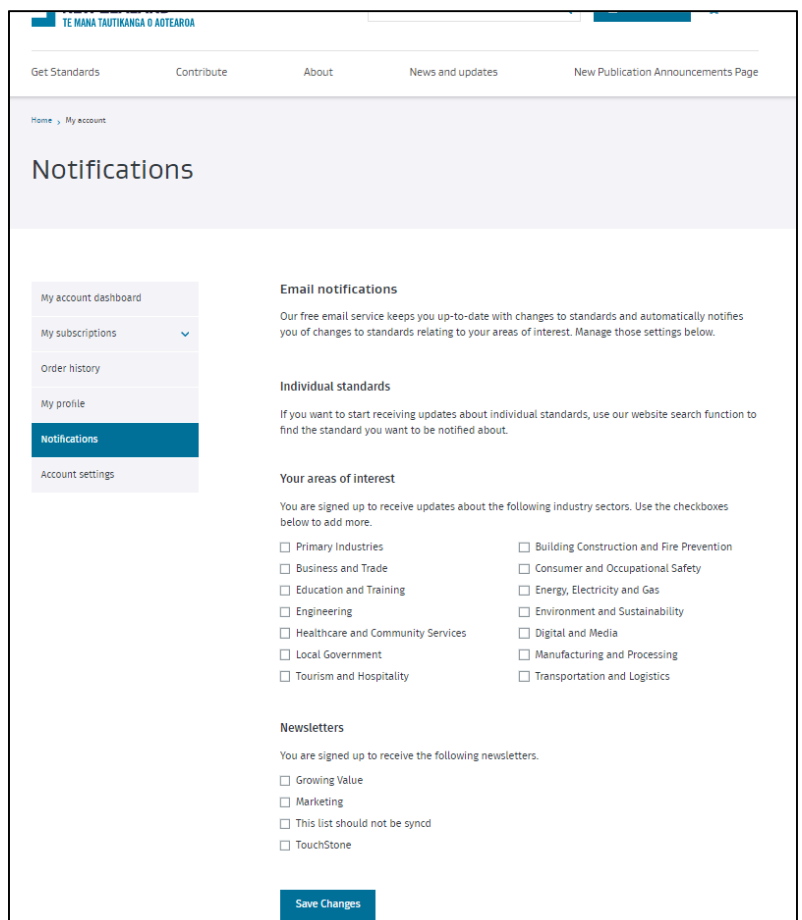 TE MANA TAUTIKANGA O AOTEAROA
Get Standards
Contribute
About
News and updates
New Publication Announcements Page
Home > My account
Notifications
My account dashboard
My subscriptions
Order history
My profile
Notifications
Account settings
Email notifications
Our free email service keeps you up-to-date with changes to standards and automatically notifies
you of changes to standards relating to your areas of interest. Manage those settings below.
Individual standards
If you want to start receiving updates about individual standards, use our website search function to
find the standard you want to be notified about.
Your areas of interest
You are signed up to receive updates about the following industry sectors. Use the checkboxes
below to add more.
Primary Industries
Building Construction and Fire Prevention
Business and Trade
Consumer and Occupational Safety
Education and Training
Energy, Electricity and Gas
Engineering
Environment and Sustainability
Healthcare and Community Services
Digital and Media
Local Government
Manufacturing and Processing
Tourism and Hospitality
Transportation and Logistics
Newsletters
You are signed up to receive the following newsletters.
Growing Value
Marketing
This list should not be syncd
TouchStone
Save Changes